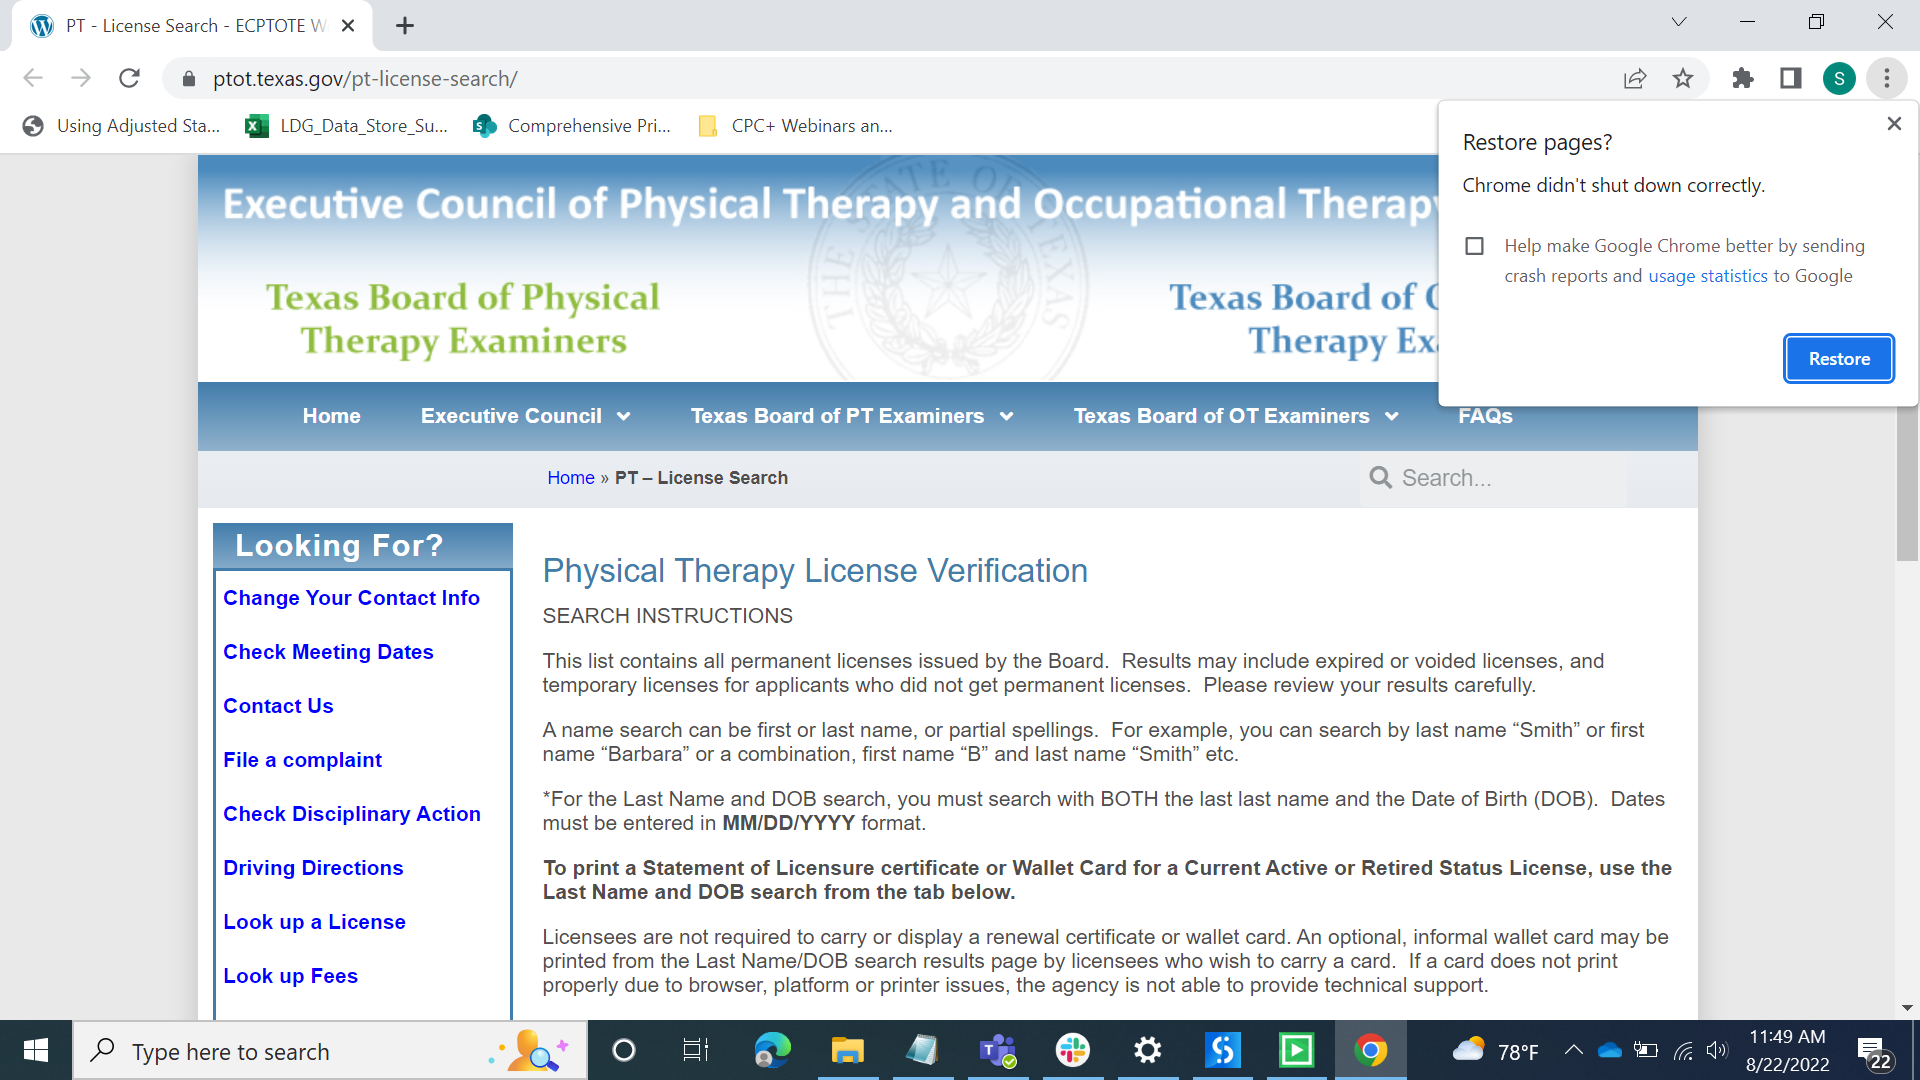 PT - License Search - ECPTOTE W
ptot.texas.gov/pt-license-search/
S
Using Adjusted Sta...
LDG_Data_Store_Su...
Comprehensive Pri...
CPC+ Webinars an...
Restore pages?
Chrome didn't shut down correctly.
Help make Google Chrome better by sending
crash reports and usage statistics to Google
Restore
THE STATE OF TEXAS
Executive Council of Physical Therapy and Occupational Therapy
Texas Board of Physical
Therapy Examiners
Texas Board of
Therapy Ex
Home
Executive Council
Texas Board of PT Examiners
Texas Board of OT Examiners
FAQs
Home » PT – License Search
Search...
Looking For?
Change Your Contact Info
Check Meeting Dates
Contact Us
File a complaint
Check Disciplinary Action
Driving Directions
Look up a License
Look up Fees
Physical Therapy License Verification
SEARCH INSTRUCTIONS
This list contains all permanent licenses issued by the Board.  Results may include expired or voided licenses, and
temporary licenses for applicants who did not get permanent licenses.  Please review your results carefully.
A name search can be first or last name, or partial spellings.  For example, you can search by last name “Smith” or first
name “Barbara” or a combination, first name “B” and last name “Smith” etc.
*For the Last Name and DOB search, you must search with BOTH the last last name and the Date of Birth (DOB).  Dates
must be entered in MM/DD/YYYY format.
To print a Statement of Licensure certificate or Wallet Card for a Current Active or Retired Status License, use the
Last Name and DOB search from the tab below.
Licensees are not required to carry or display a renewal certificate or wallet card. An optional, informal wallet card may be
printed from the Last Name/DOB search results page by licensees who wish to carry a card.  If a card does not print
properly due to browser, platform or printer issues, the agency is not able to provide technical support.
Type here to search
78°F
11:49 AM
8/22/2022
22